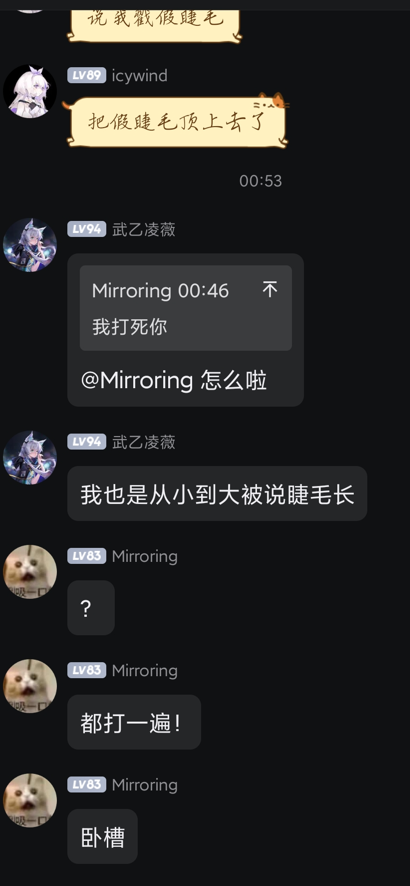 说我戳假睫毛
LV89 icywind
把假睫毛顶上去了
00:53
LV94 武乙凌薇
Mirroring 00:46
我打死你
@Mirroring 怎么啦
LV94 武乙凌薇
我也是从小到大被说睫毛长
LV83 Mirroring
?
LV83 Mirroring
都打一遍!
LV83 Mirroring
卧槽